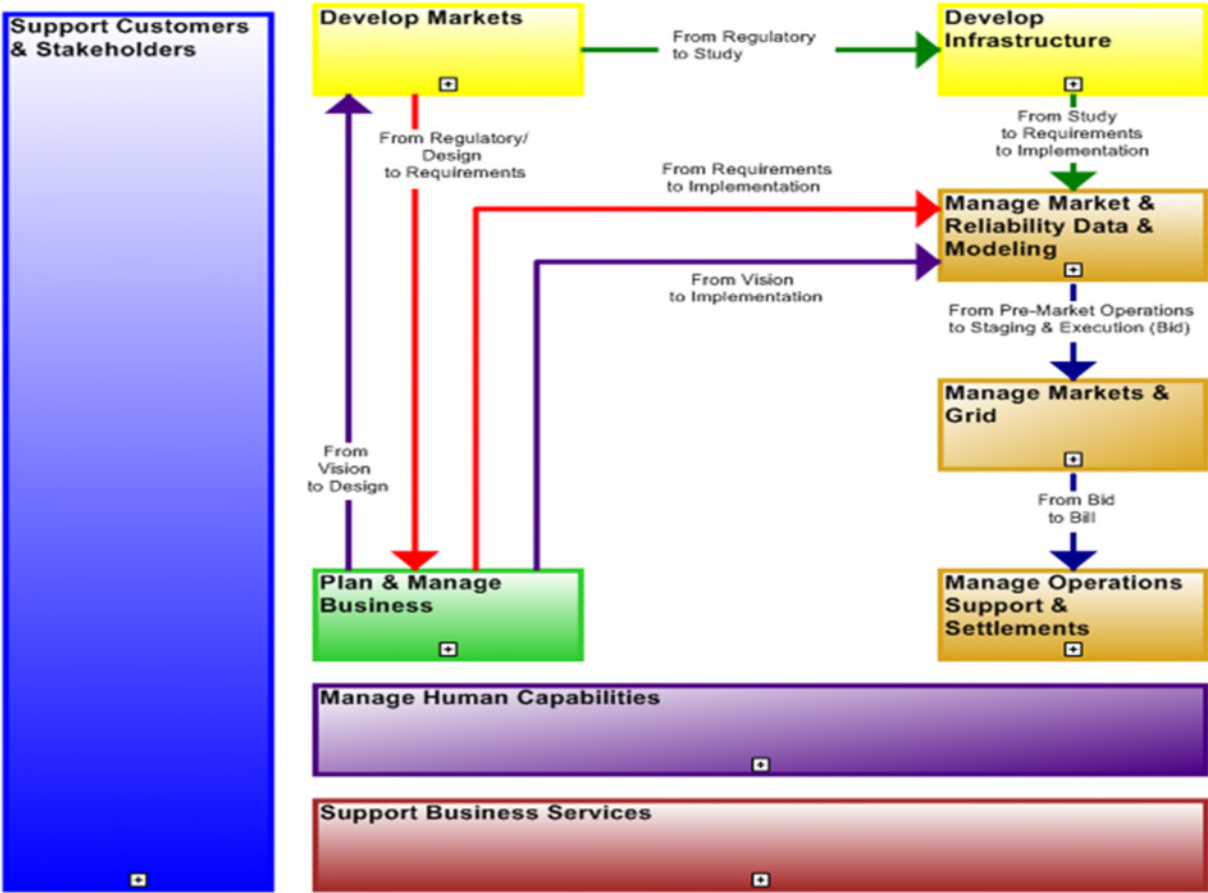 Support Customers
& Stakeholders
Develop Markets
From Regulatory
to Study
Develop
Infrastructure
From Regulatory/
Design
to Requirements
From Study
to Requirements
to Implementation
From Requirements
to Implementation
Manage Market &
Reliability Data &
Modeling
From Vision
to Implementation
From Pre-Market Operations
to Staging & Execution (Bid)
Manage Markets &
Grid
From
Vision
to Design
From Bid
to Bill
Plan & Manage
Business
Manage Operations
Support &
Settlements
Manage Human Capabilities
Support Business Services